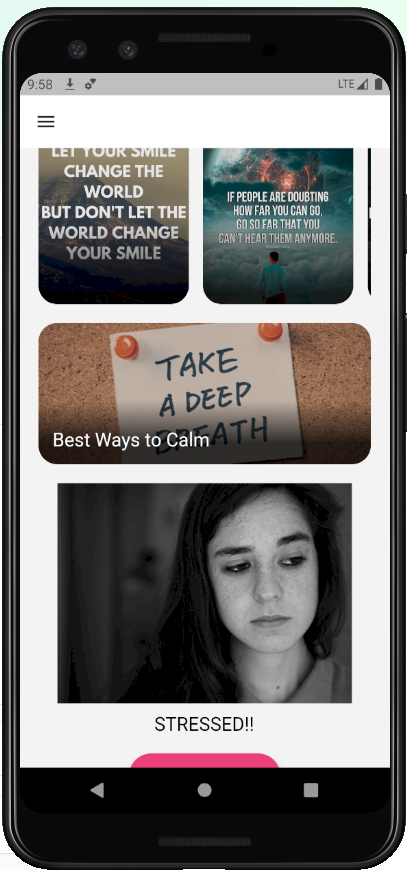 9:58
LTE
LET YOUR SMILE
CHANGE THE
WORLD
BUT DON'T LET THE
WORLD CHANGE
YOUR SMILE
IF PEOPLE ARE DOUBTING
HOW FAR YOU CAN GO,
GO SO FAR THAT YOU
CAN'T HEAR THEM ANYMORE.
TAKE
A DEEP
BREATH
Best Ways to Calm
STRESSED!!